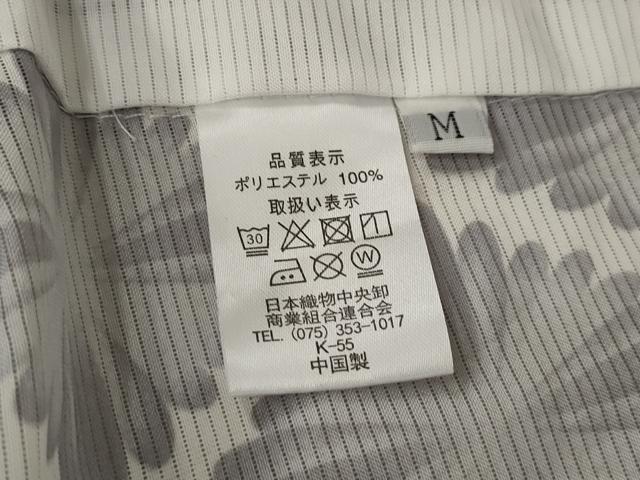 M
品質表示
ポリエステル 100%
取扱い表示
30
W
日本織物中央卸
商業組合連合会
TEL. (075) 353-1017
K-55
中国製